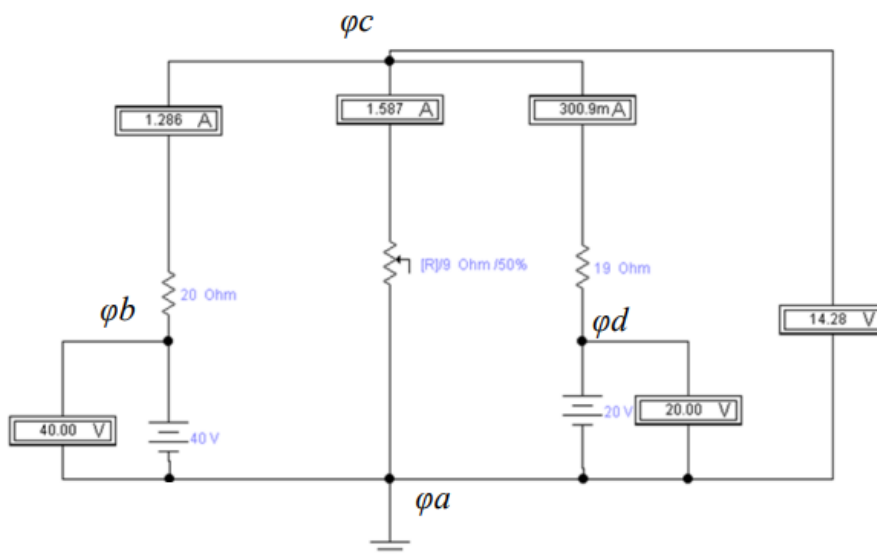 φc
1.286 A
1.587 A
300.9mA
[R]/9 Ohm /50%
19 Ohm
20 Ohm
φb
φd
14.28 V
40.00 V
40 V
20 V
20.00 V
φa